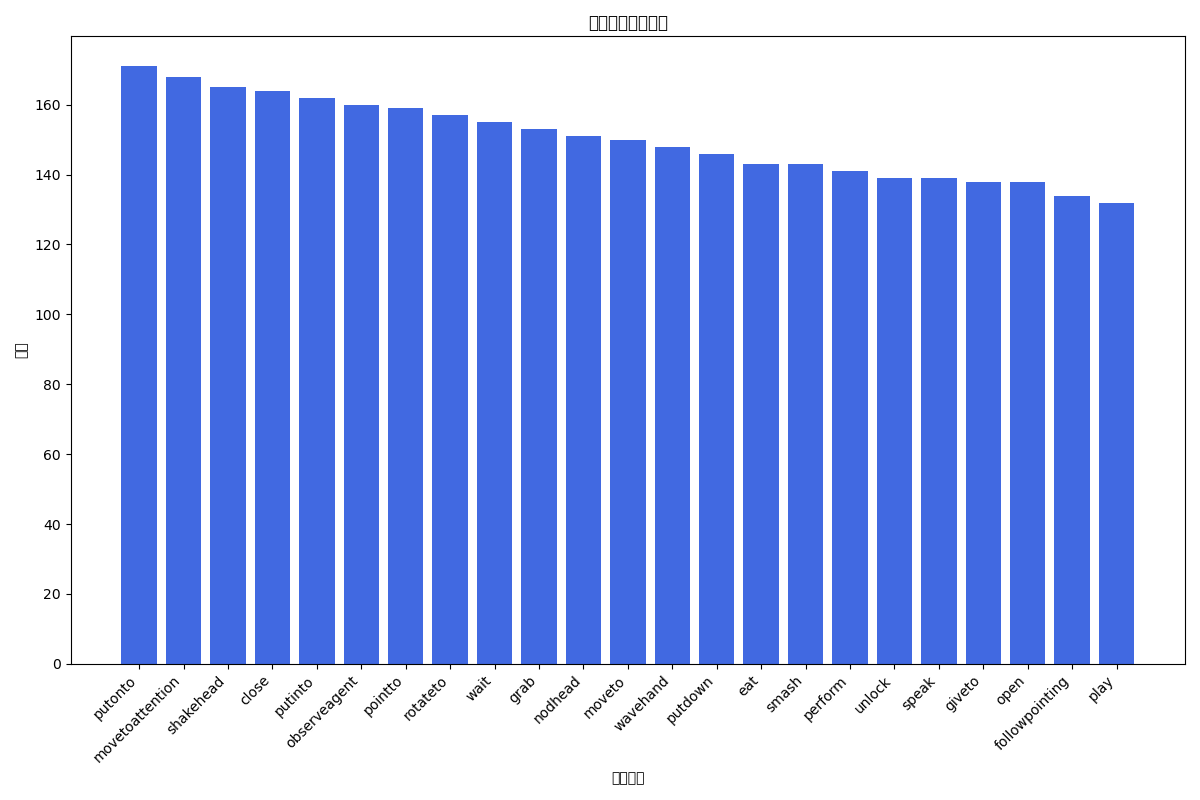 160
140
120
100
80
60
40
20
0
putonto
movetoattention
shakehead
close
putinto
observeagent
pointto
rotateto
wait
grab
nodhead
moveto
wavehand
putdown
eat
smash
perform
unlock
speak
giveto
open
followpointing
play